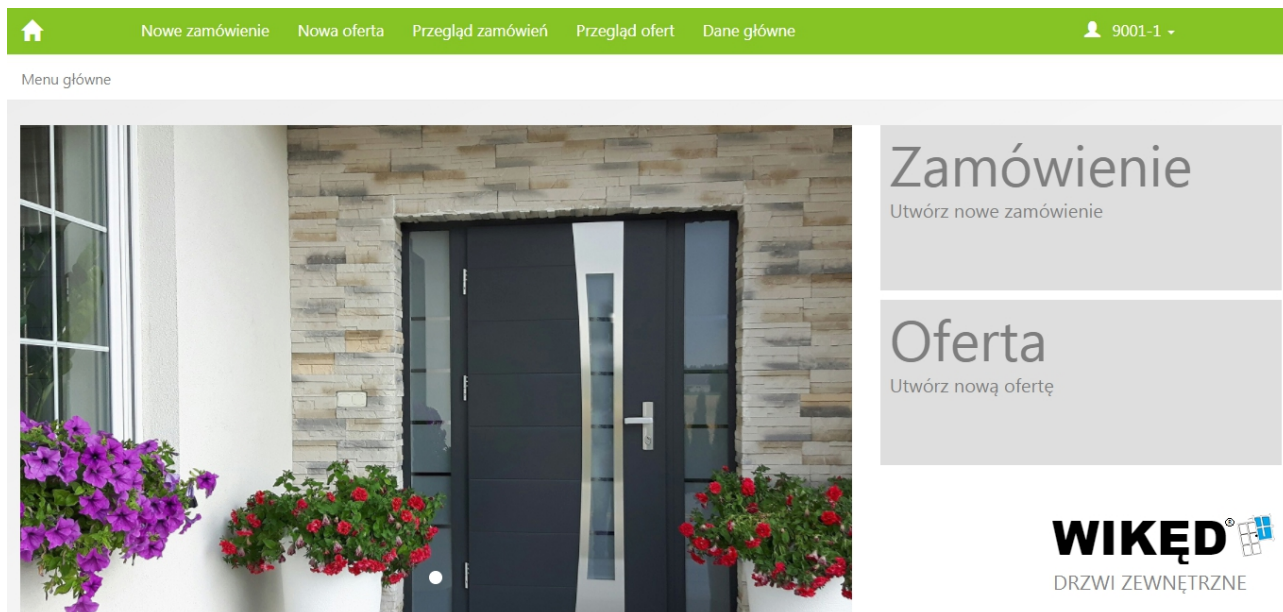 Nowe zamówienie Nowa oferta Przegląd zamówień Przegląd ofert Dane główne 9001-1
Menu główne
Zamówienie
Utwórz nowe zamówienie
Oferta
Utwórz nową ofertę
WIKĘD®
DRZWI ZEWNĘTRZNE